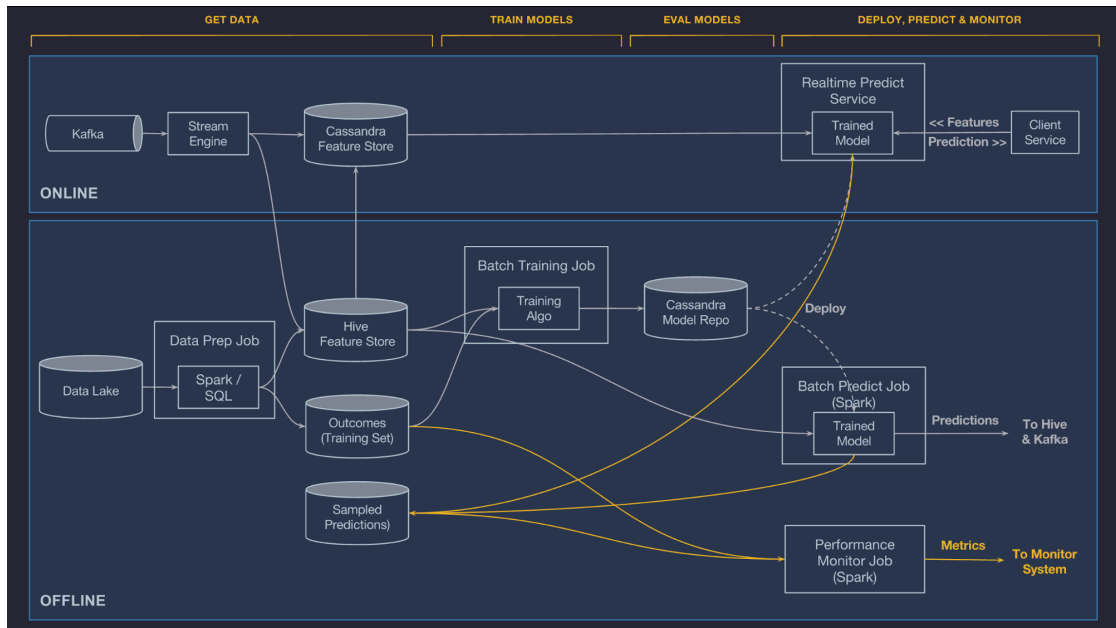 GET DATA
TRAIN MODELS
EVAL MODELS
DEPLOY, PREDICT & MONITOR
Realtime Predict
Service
Kafka
Stream
Engine
Cassandra
Feature Store
Trained
Model
<< Features
Prediction >>
Client
Service
ONLINE
Batch Training Job
Training
Algo
Cassandra
Model Repo
Deploy
Hive
Feature Store
Data Prep Job
Data Lake
Spark /
SQL
Batch Predict Job
(Spark)
Trained
Model
Predictions
To Hive
& Kafka
Outcomes
(Training Set)
Sampled
Predictions)
Performance
Monitor Job
(Spark)
Metrics
To Monitor
System
OFFLINE